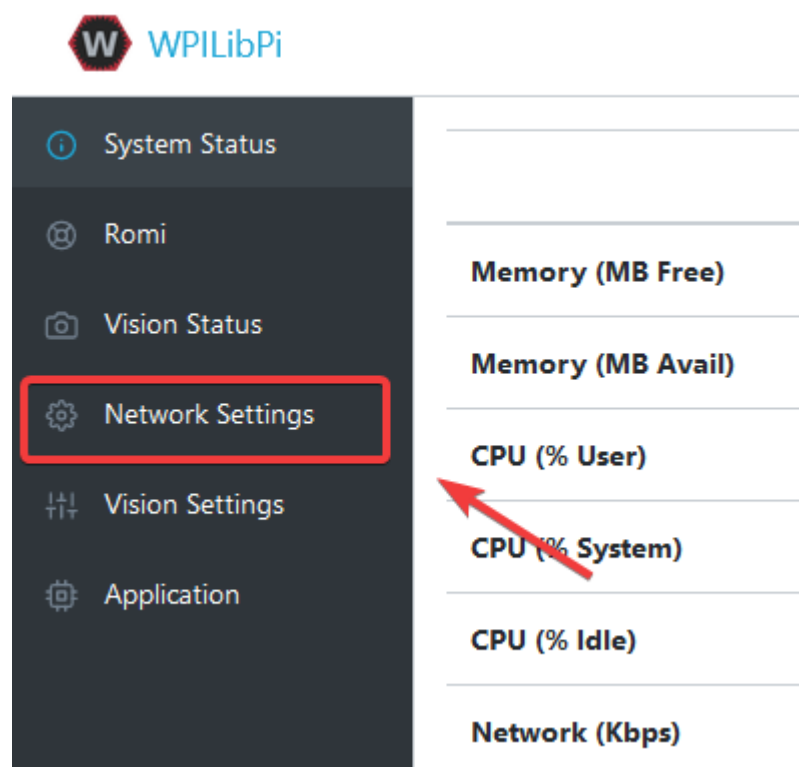 W WPILibPi
System Status
Romi
Vision Status
Network Settings
Vision Settings
Application
Memory (MB Free)
Memory (MB Avail)
CPU (% User)
CPU (% System)
CPU (% Idle)
Network (Kbps)